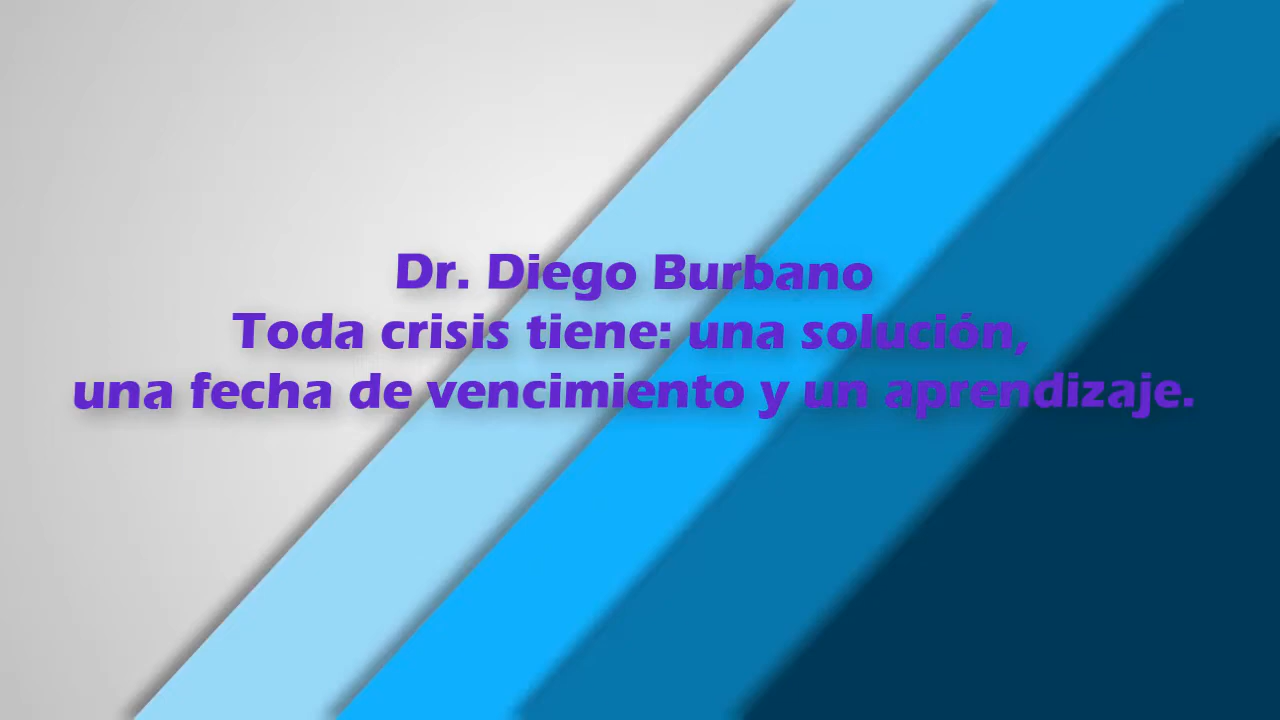 Dr. Diego Burbano
Toda crisis tiene: una solución,
una fecha de vencimiento y un aprendizaje.